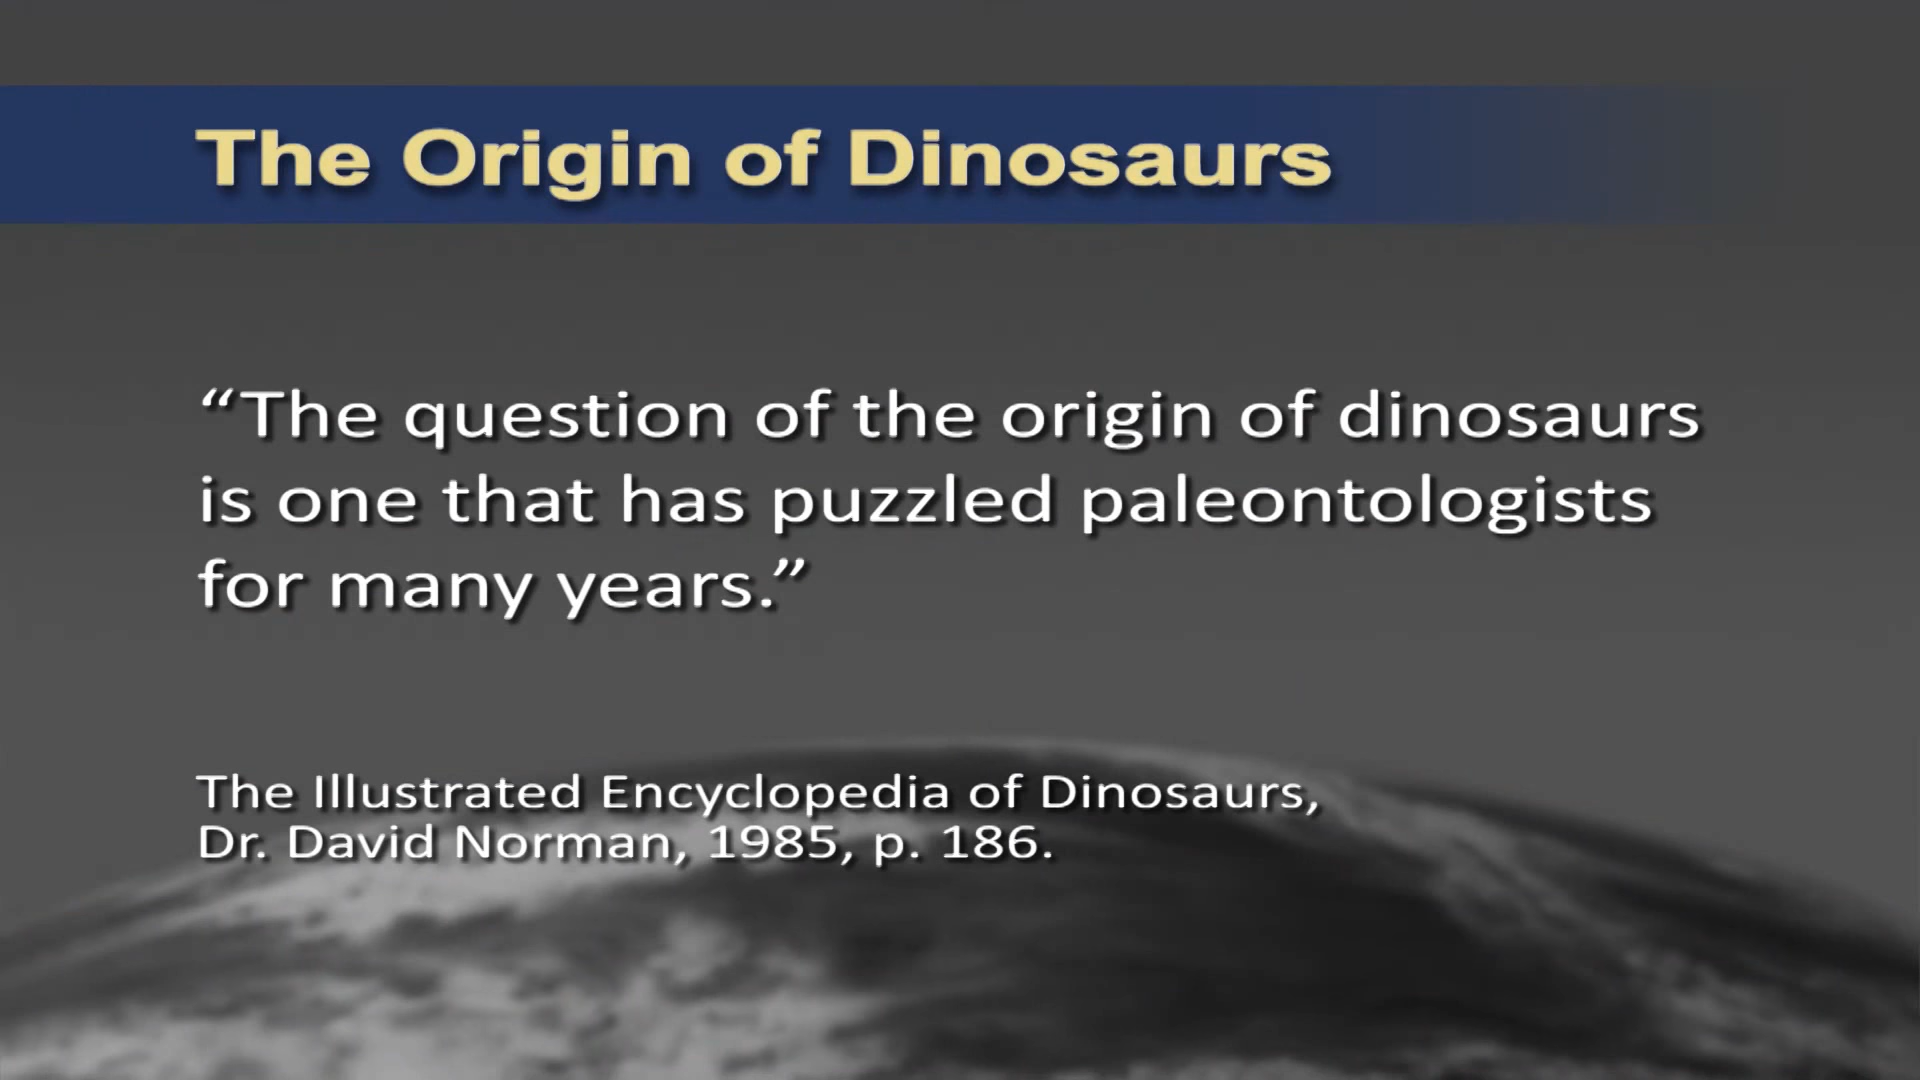 The Origin of Dinosaurs
“The question of the origin of dinosaurs
is one that has puzzled paleontologists
for many years.”
The Illustrated Encyclopedia of Dinosaurs,
Dr. David Norman, 1985, p. 186.